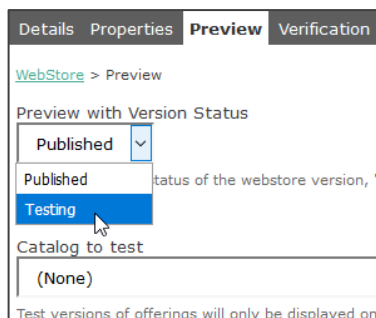 Details Properties Preview Verification
WebStore > Preview
Preview with Version Status
Published
Published
tatus of the webstore version,
Testing
Catalog to test
(None)
Test versions of offerings will only be displayed on